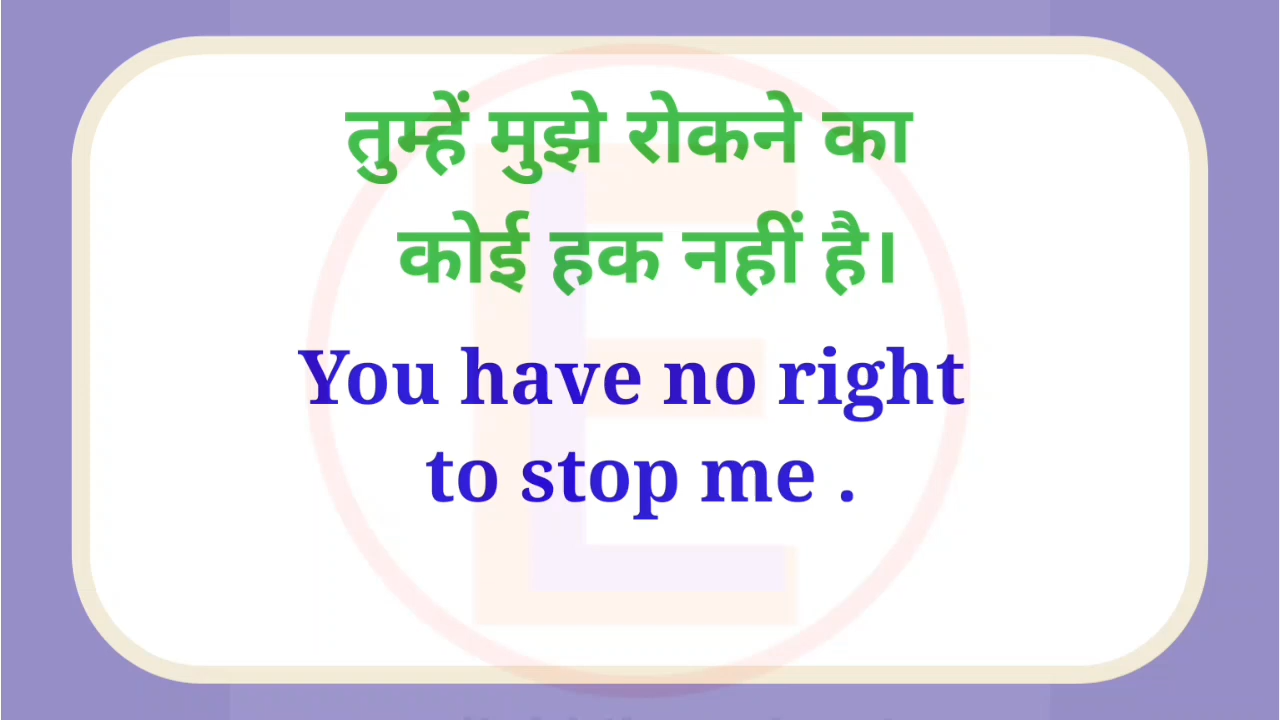 तुम्हें मुझे रोकने का
कोई हक नहीं है।
You have no right
to stop me .